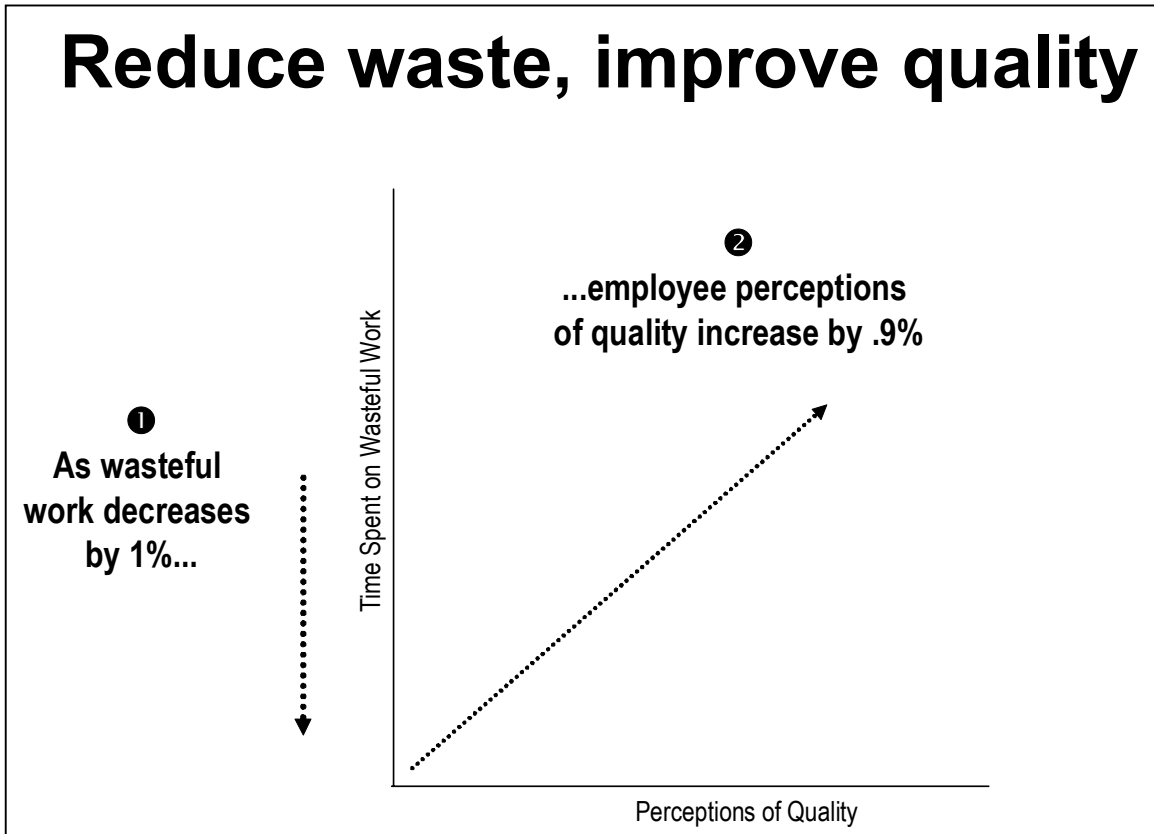 Reduce waste, improve quality
❷
...employee perceptions
of quality increase by .9%
❶
As wasteful
work decreases
by 1%...
Time Spent on Wasteful Work
Perceptions of Quality